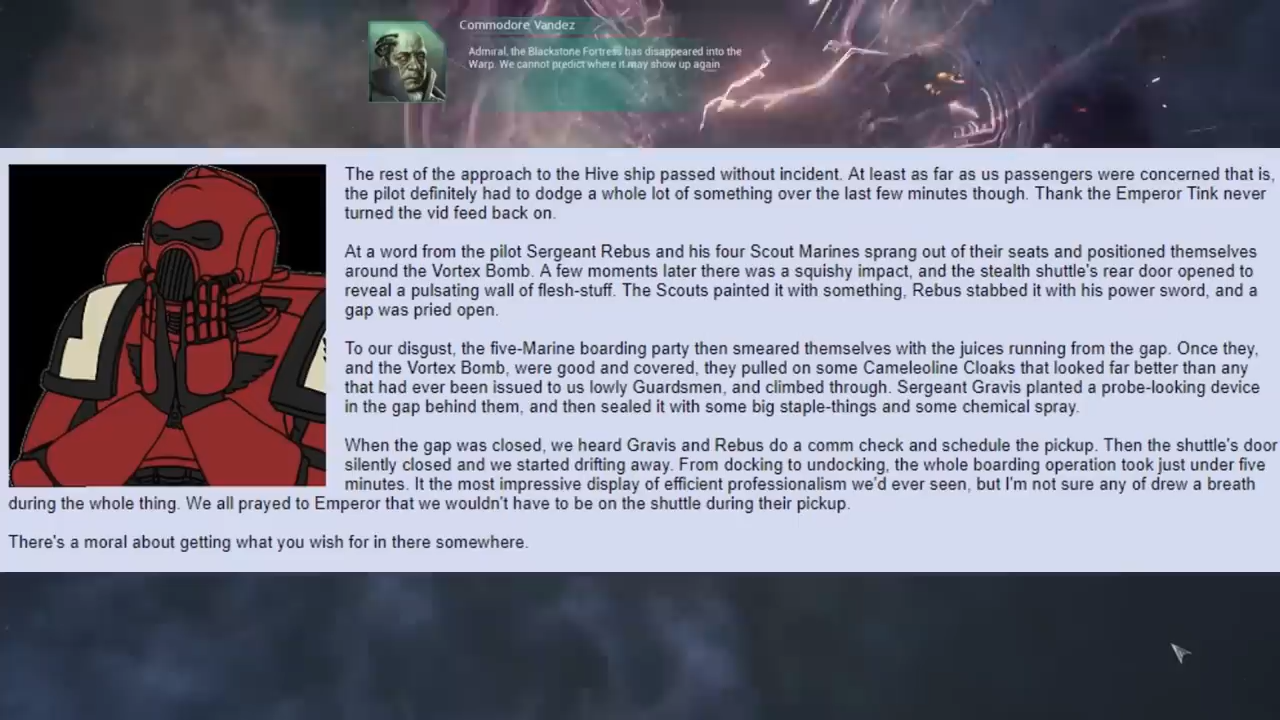 Commodore Vandez
Admiral, the Blackstone Fortress has disappeared into the
Warp. We cannot predict where it may show up again
The rest of the approach to the Hive ship passed without incident. At least as far as us passengers were concerned that is,
the pilot definitely had to dodge a whole lot of something over the last few minutes though. Thank the Emperor Tink never
turned the vid feed back on.
At a word from the pilot Sergeant Rebus and his four Scout Marines sprang out of their seats and positioned themselves
around the Vortex Bomb. A few moments later there was a squishy impact, and the stealth shuttle's rear door opened to
reveal a pulsating wall of flesh-stuff. The Scouts painted it with something, Rebus stabbed it with his power sword, and a
gap was pried open.
To our disgust, the five-Marine boarding party then smeared themselves with the juices running from the gap. Once they,
and the Vortex Bomb, were good and covered, they pulled on some Cameleoline Cloaks that looked far better than any
that had ever been issued to us lowly Guardsmen, and climbed through. Sergeant Gravis planted a probe-looking device
in the gap behind them, and then sealed it with some big staple-things and some chemical spray.
When the gap was closed, we heard Gravis and Rebus do a comm check and schedule the pickup. Then the shuttle's door
silently closed and we started drifting away. From docking to undocking, the whole boarding operation took just under five
minutes. It the most impressive display of efficient professionalism we'd ever seen, but I'm not sure any of drew a breath
during the whole thing. We all prayed to Emperor that we wouldn't have to be on the shuttle during their pickup.
There's a moral about getting what you wish for in there somewhere.